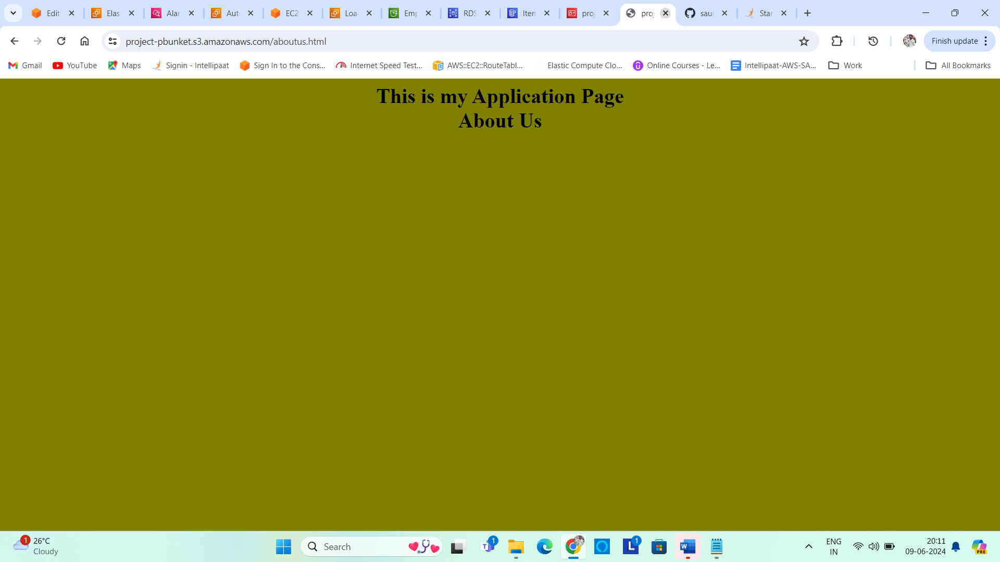 Edit
Elas
Alar
Aut
EC2
Loa
Emp
RDS
Item
proj
proj
saur
Star
project-pbunket.s3.amazonaws.com/aboutus.html
Finish update
Gmail
YouTube
Maps
Signin - Intellipaat
Sign In to the Cons...
Internet Speed Test...
AWS::EC2::RouteTabl...
Elastic Compute Clo...
Online Courses - Le...
Intellipaat-AWS-SA...
Work
All Bookmarks
This is my Application Page
About Us
1
26°C
Cloudy
Search
1
1
ENG
IN
20:11
09-06-2024
PRE